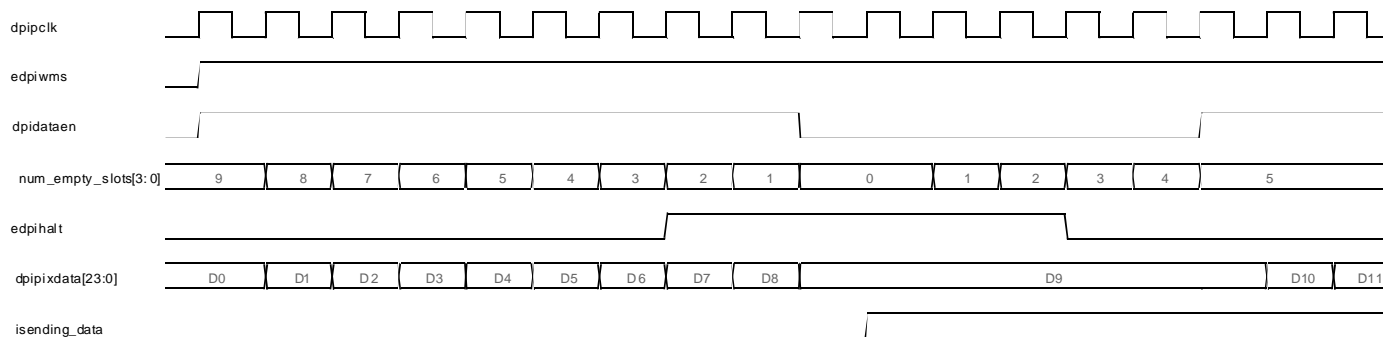 dpipclk
edpiwms
dpidataen
num_empty_slots[3:0] 9 8 7 6 5 4 3 2 1 0 1 2 3 4 5
edpihalt
dpipixdata[23:0] D0 D1 D2 D3 D4 D5 D6 D7 D8 D9 D10 D11
isending_data